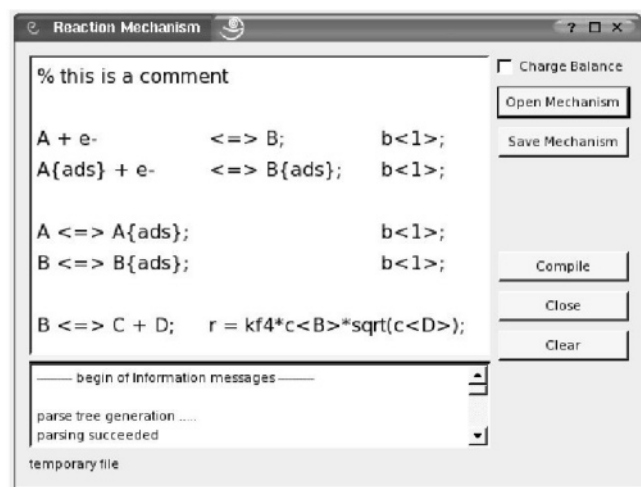 Reaction Mechanism
? □ ×
% this is a comment
Charge Balance
Open Mechanism
A + e- <=> B; b<1>;
Save Mechanism
A{ads} + e- <=> B{ads}; b<1>;
A <=> A{ads}; b<1>;
B <=> B{ads}; b<1>;
Compile
Close
B <=> C + D; r = kf4*c<B>*sqrt(c<D>);
Clear
——— begin of Information messages ———
parse tree generation .....
parsing succeeded
temporary file